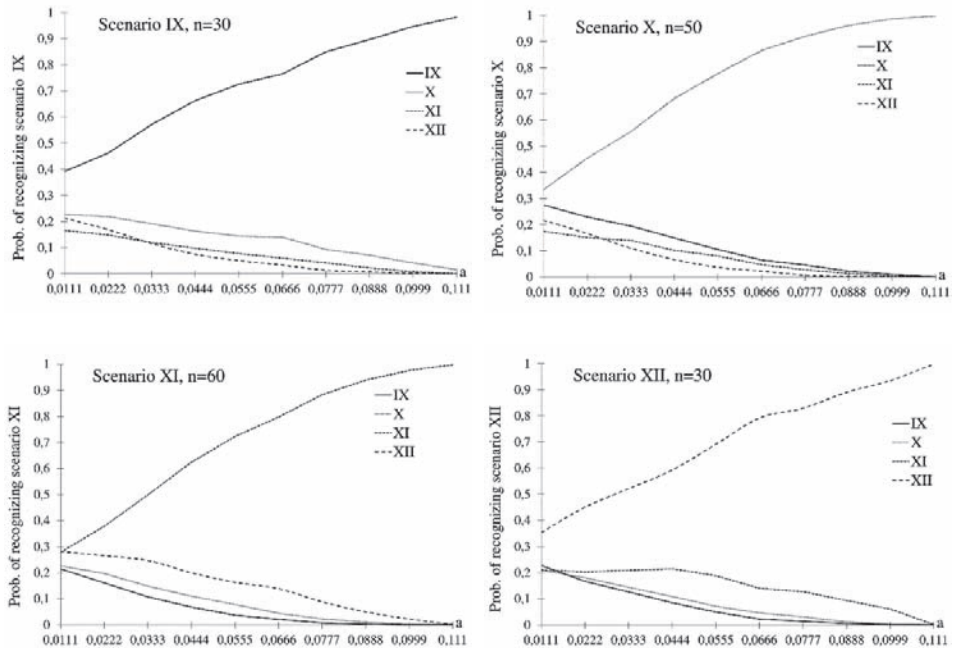 Scenario IX, n=30
Prob. of recognizing scenario IX
1
0,9
0,8
0,7
0,6
0,5
0,4
0,3
0,2
0,1
0
IX
X
XI
XII
a
0,0111 0,0222 0,0333 0,0444 0,0555 0,0666 0,0777 0,0888 0,0999 0,111
Scenario X, n=50
Prob. of recognizing scenario X
1
0,9
0,8
0,7
0,6
0,5
0,4
0,3
0,2
0,1
0
IX
X
XI
XII
a
0,0111 0,0222 0,0333 0,0444 0,0555 0,0666 0,0777 0,0888 0,0999 0,111
Scenario XI, n=60
Prob. of recognizing scenario XI
1
0,9
0,8
0,7
0,6
0,5
0,4
0,3
0,2
0,1
0
IX
X
XI
XII
a
0,0111 0,0222 0,0333 0,0444 0,0555 0,0666 0,0777 0,0888 0,0999 0,111
Scenario XII, n=30
Prob. of recognizing scenario XII
1
0,9
0,8
0,7
0,6
0,5
0,4
0,3
0,2
0,1
0
IX
X
XI
XII
a
0,0111 0,0222 0,0333 0,0444 0,0555 0,0666 0,0777 0,0888 0,0999 0,111